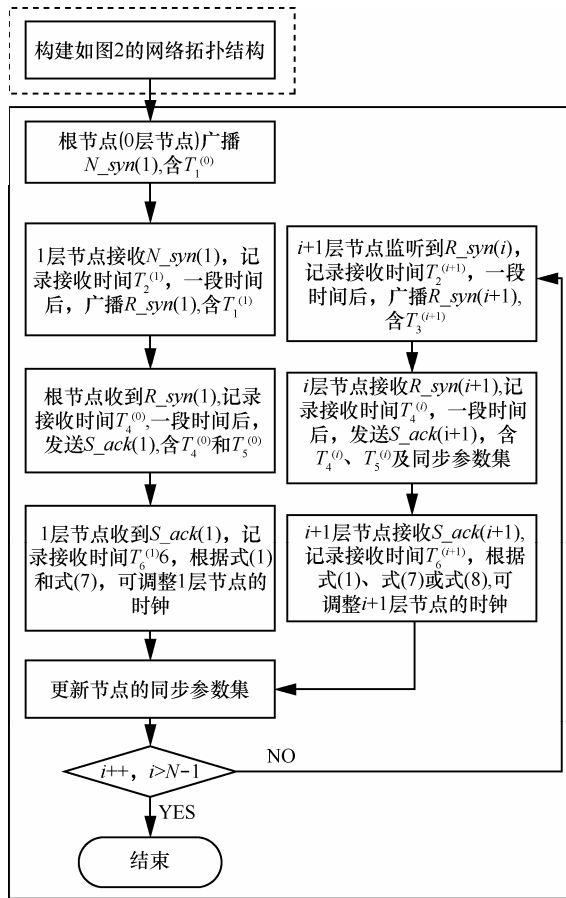 构建如图2的网络拓扑结构
根节点(0层节点)广播
N_syn(1),含T₁⁽⁰⁾
1层节点接收N_syn(1)，记
录接收时间T₂⁽¹⁾，一段时间
后，广播R_syn(1),含T₁⁽¹⁾
根节点收到R_syn(1),记录
接收时间T₄⁽⁰⁾,一段时间后，
发送S_ack(1),含T₄⁽⁰⁾和T₅⁽⁰⁾
1层节点收到S_ack(1)，记
录接收时间T₆⁽¹⁾6，根据式(1)
和式(7)，可调整1层节点的
时钟
i+1层节点监听到R_syn(i)，
记录接收时间T₂⁽ⁱ⁺¹⁾，一段
时间后，广播R_syn(i+1),
含T₃⁽ⁱ⁺¹⁾
i层节点接收R_syn(i+1),记
录接收时间T₄⁽ⁱ⁾，一段时间
后，发送S_ack(i+1)，含
T₄⁽ⁱ⁾、T₅⁽ⁱ⁾及同步参数集
i+1层节点接收S_ack(i+1),
记录接收时间T₆⁽ⁱ⁺¹⁾，根据
式(1)、式(7)或式(8),可
调整i+1层节点的时钟
更新节点的同步参数集
i++，i>N−1
NO
YES
结束